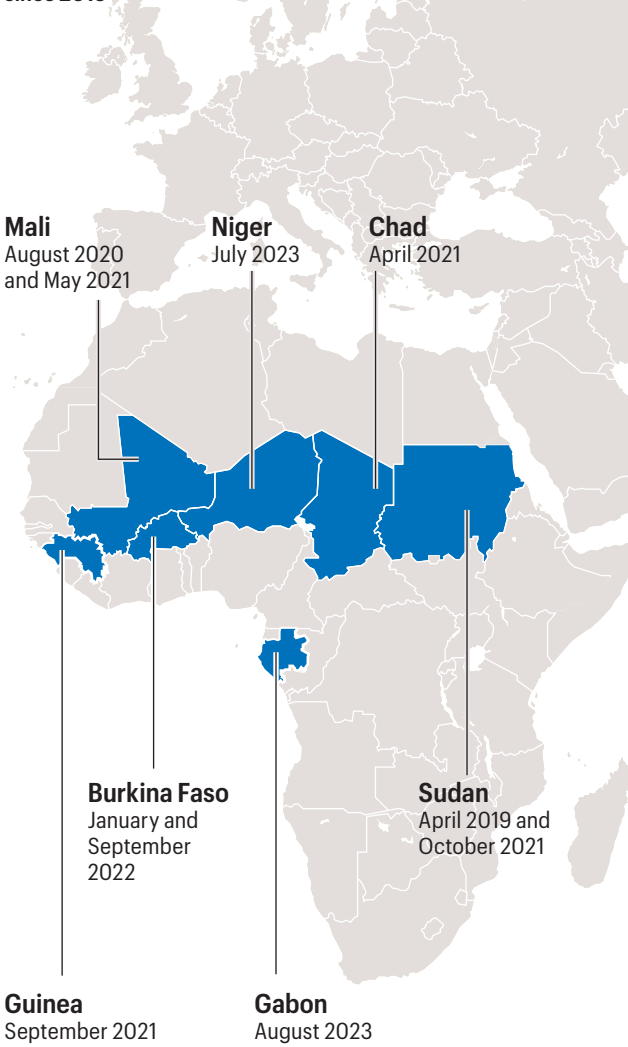 Mali
August 2020
and May 2021
Niger
July 2023
Chad
April 2021
Burkina Faso
January and
September
2022
Sudan
April 2019 and
October 2021
Guinea
September 2021
Gabon
August 2023